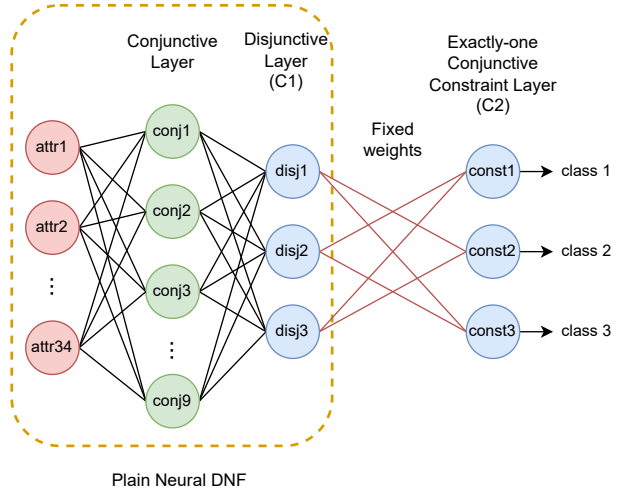 Conjunctive
Layer
Disjunctive
Layer
(C1)
Exactly-one
Conjunctive
Constraint Layer
(C2)
Fixed
weights
attr1
attr2
...
attr34
conj1
conj2
conj3
...
conj9
disj1
disj2
disj3
const1
const2
const3
class 1
class 2
class 3
Plain Neural DNF